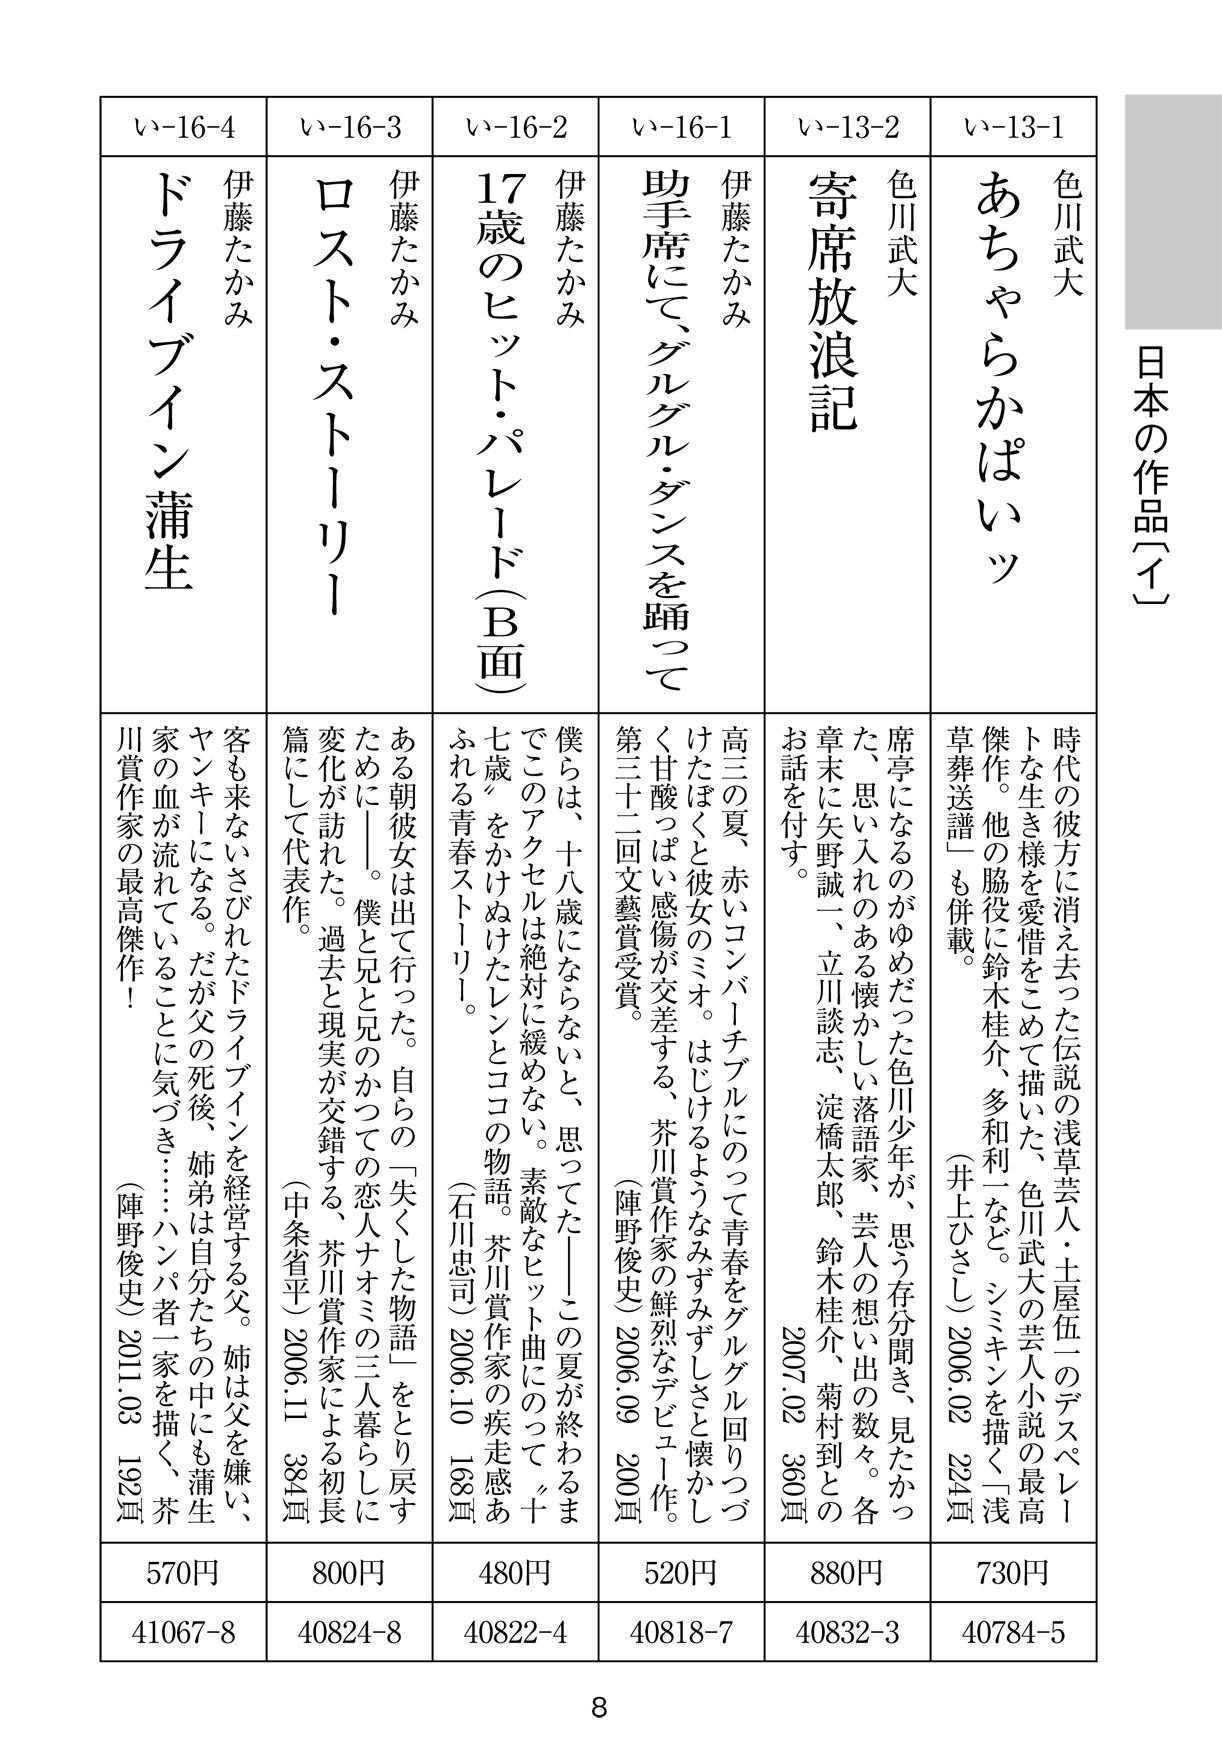 日本の作品〔イ〕
い-13-1
色川武大
あちゃらかぱいッ
時代の彼方に消え去った伝説の浅草芸人・土屋伍一のデスペレー
トな生き様を愛惜をこめて描いた、色川武大の芸人小説の最高
傑作。他の脇役に鈴木桂介、多和利一など。シミキンを描く「浅
草葬送譜」も併載。
（井上ひさし）2006.02　224頁
730円
40784-5
い-13-2
色川武大
寄席放浪記
席亭になるのがゆめだった色川少年が、思う存分聞き、見たかっ
た、思い入れのある懐かしい落語家、芸人の想い出の数々。各
章末に矢野誠一、立川談志、淀橋太郎、鈴木桂介、菊村到との
お話を付す。
2007.02　360頁
880円
40832-3
い-16-1
伊藤たかみ
助手席にて、グルグル・ダンスを踊って
高三の夏、赤いコンバーチブルにのって青春をグルグル回りつづ
けたぼくと彼女のミオ。はじけるようなみずみずしさと懐かし
く甘酸っぱい感傷が交差する、芥川賞作家の鮮烈なデビュー作。
第三十二回文藝賞受賞。
（陣野俊史）2006.09　200頁
520円
40818-7
い-16-2
伊藤たかみ
17歳のヒット・パレード（B面）
僕らは、十八歳にならないと、思ってた――この夏が終わるま
でこのアクセルは絶対に緩めない。素敵なヒット曲にのって〝十
七歳〟をかけぬけたレンとココの物語。芥川賞作家の疾走感あ
ふれる青春ストーリー。
（石川忠司）2006.10　168頁
480円
40822-4
い-16-3
伊藤たかみ
ロスト・ストーリー
ある朝彼女は出て行った。自らの「失くした物語」をとり戻す
ために――。僕と兄と兄のかつての恋人ナオミの三人暮らしに
変化が訪れた。過去と現実が交錯する、芥川賞作家による初長
篇にして代表作。
（中条省平）2006.11　384頁
800円
40824-8
い-16-4
伊藤たかみ
ドライブイン蒲生
客も来ないさびれたドライブインを経営する父。姉は父を嫌い、
ヤンキーになる。だが父の死後、姉弟は自分たちの中にも蒲生
家の血が流れていることに気づき……ハンパ者一家を描く、芥
川賞作家の最高傑作！
（陣野俊史）2011.03　192頁
570円
41067-8
8